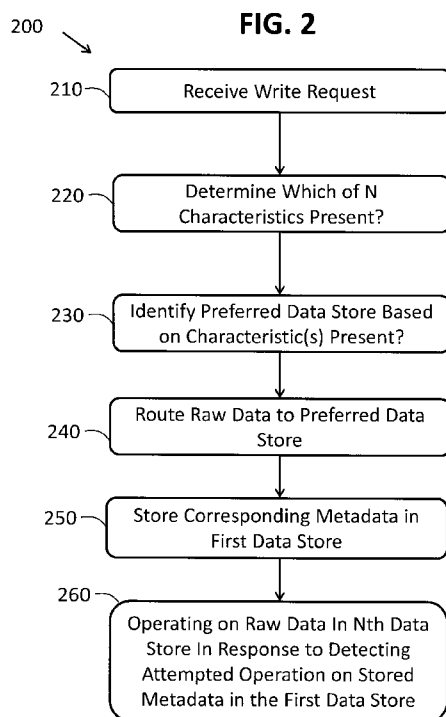 FIG. 2
200
210
Receive Write Request
220
Determine Which of N
Characteristics Present?
230
Identify Preferred Data Store Based
on Characteristic(s) Present?
240
Route Raw Data to Preferred Data
Store
250
Store Corresponding Metadata in
First Data Store
260
Operating on Raw Data In Nth Data
Store In Response to Detecting
Attempted Operation on Stored
Metadata in the First Data Store